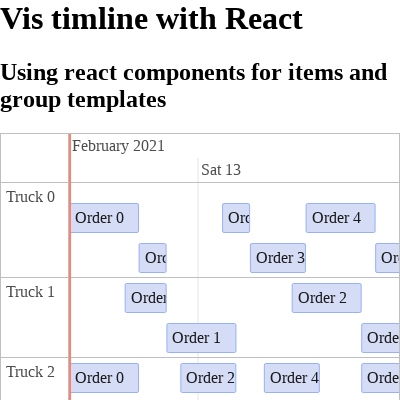 Vis timline with React
Using react components for items and
group templates
February 2021
Sat 13
Truck 0
Order 0
Order 4
Order 3
Truck 1
Order
Order 2
Order 1
Truck 2
Order 0
Order 2
Order 4